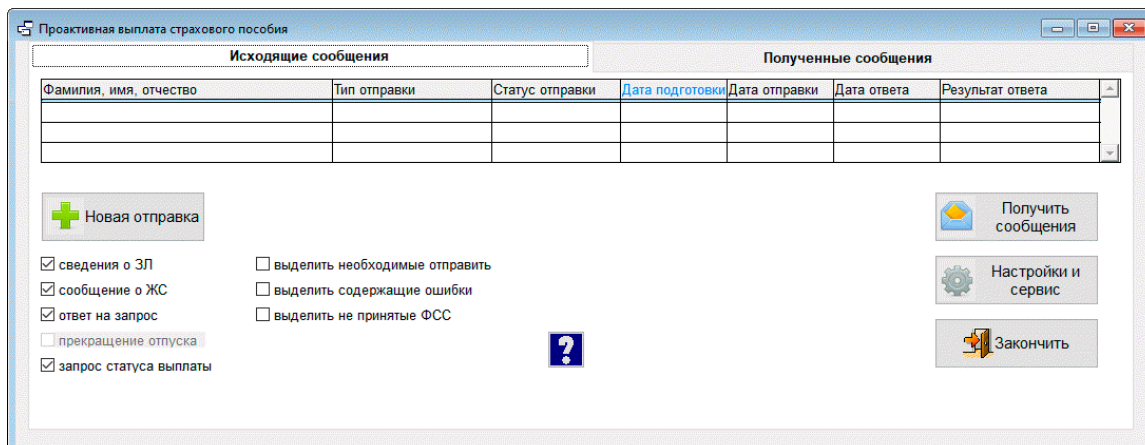 Проактивная выплата страхового пособия
Исходящие сообщения
Полученные сообщения
Фамилия, имя, отчество Тип отправки Статус отправки Дата подготовки Дата отправки Дата ответа Результат ответа
Новая отправка
Получить
сообщения
сведения о ЗЛ выделить необходимые отправить
сообщение о ЖС выделить содержащие ошибки
Настройки и
сервис
ответ на запрос выделить не принятые ФСС
прекращение отпуска
?
Закончить
запрос статуса выплаты